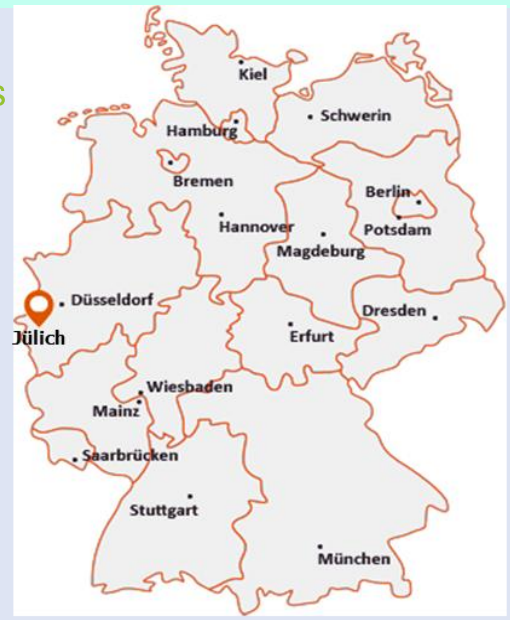 s
Kiel
Schwerin
Hamburg
Bremen
Berlin
Hannover
Potsdam
Magdeburg
Düsseldorf
Dresden
Jülich
Erfurt
Wiesbaden
Mainz
Saarbrücken
Stuttgart
München